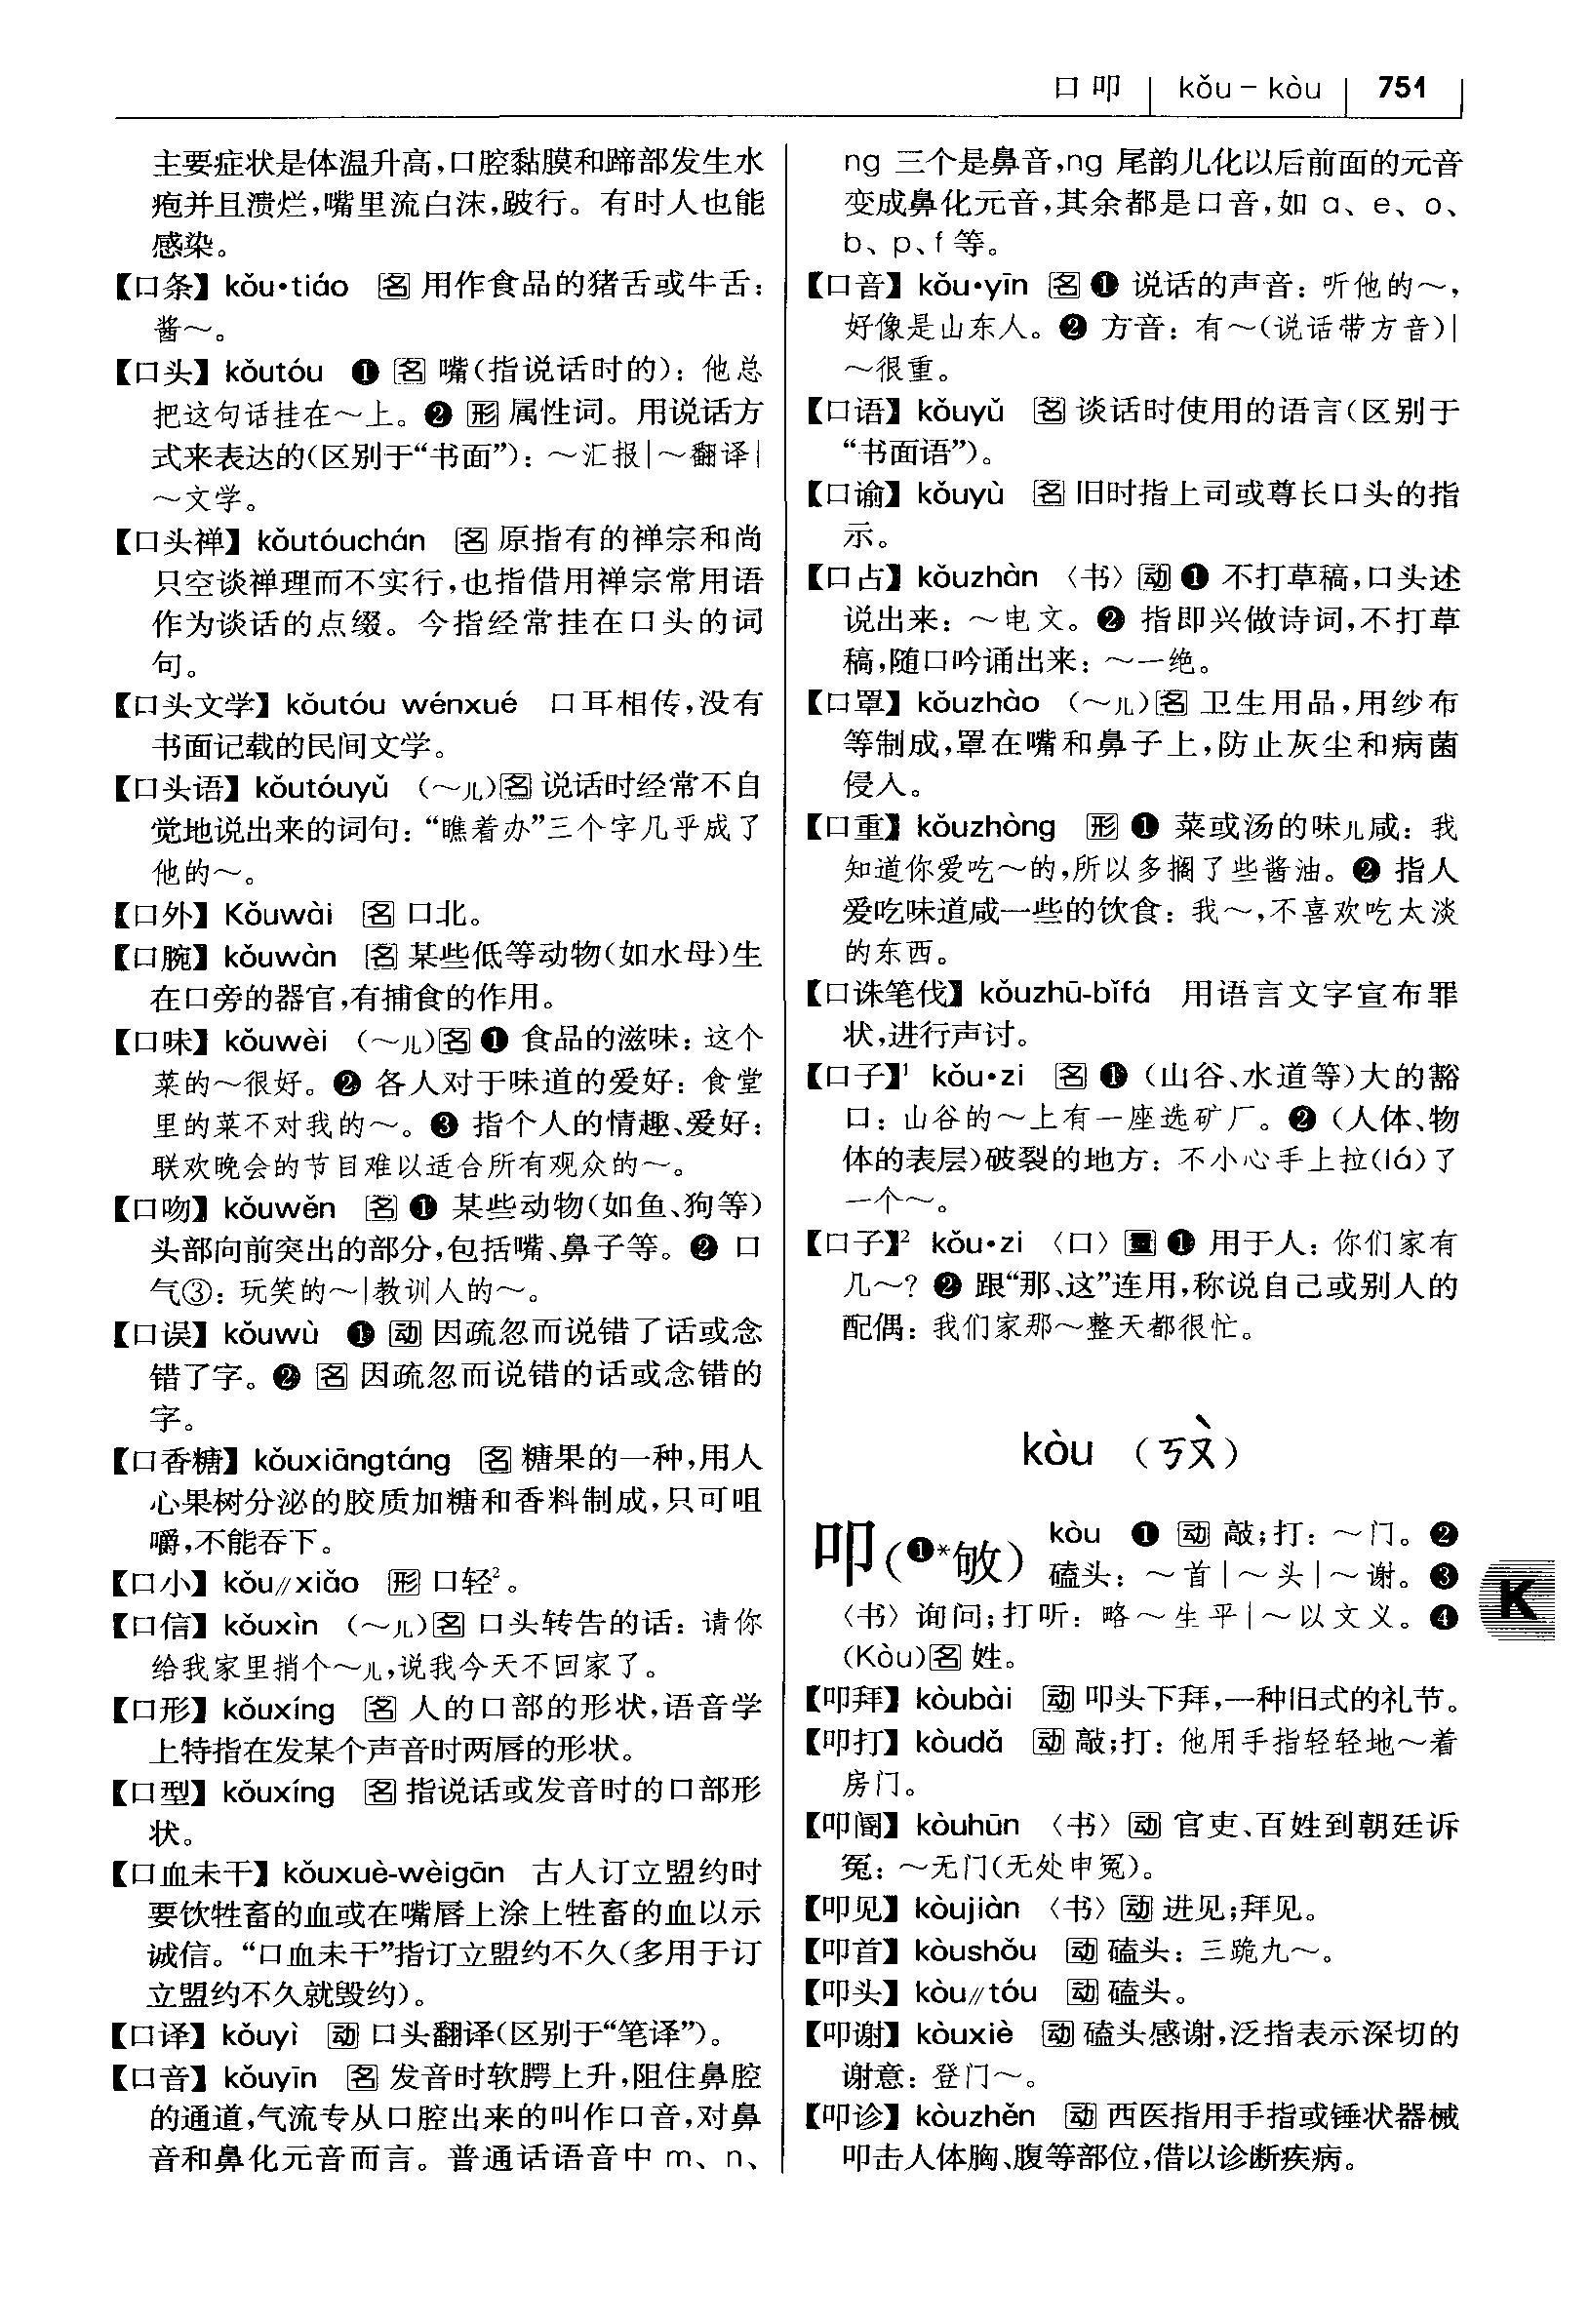 口 叩 kǒu – kòu 751
主要症状是体温升高,口腔黏膜和蹄部发生水
疱并且溃烂,嘴里流白沫,跛行。有时人也能
感染。
【口条】kǒu•tiáo 名 用作食品的猪舌或牛舌:
酱~。
【口头】kǒutóu ❶ 名 嘴(指说话时的):他总
把这句话挂在~上。❷ 形 属性词。用说话方
式来表达的(区别于“书面”):~汇报|~翻译|
~文学。
【口头禅】kǒutóuchán 名 原指有的禅宗和尚
只空谈禅理而不实行,也指借用禅宗常用语
作为谈话的点缀。今指经常挂在口头的词
句。
【口头文学】kǒutóu wénxué 口耳相传,没有
书面记载的民间文学。
【口头语】kǒutóuyǔ (~儿)名 说话时经常不自
觉地说出来的词句:“瞧着办”三个字几乎成了
他的~。
【口外】Kǒuwài 名 口北。
【口腕】kǒuwàn 名 某些低等动物(如水母)生
在口旁的器官,有捕食的作用。
【口味】kǒuwèi (~儿)名 ❶ 食品的滋味:这个
菜的~很好。❷ 各人对于味道的爱好:食堂
里的菜不对我的~。❸ 指个人的情趣、爱好:
联欢晚会的节目难以适合所有观众的~。
【口吻】kǒuwěn 名 ❶ 某些动物(如鱼、狗等)
头部向前突出的部分,包括嘴、鼻子等。❷ 口
气③:玩笑的~|教训人的~。
【口误】kǒuwù ❶ 动 因疏忽而说错了话或念
错了字。❷ 名 因疏忽而说错的话或念错的
字。
【口香糖】kǒuxiāngtáng 名 糖果的一种,用人
心果树分泌的胶质加糖和香料制成,只可咀
嚼,不能吞下。
【口小】kǒu//xiǎo 形 口轻²。
【口信】kǒuxìn (~儿)名 口头转告的话:请你
给我家里捎个~儿,说我今天不回家了。
【口形】kǒuxíng 名 人的口部的形状,语音学
上特指在发某个声音时两唇的形状。
【口型】kǒuxíng 名 指说话或发音时的口部形
状。
【口血未干】kǒuxuè-wèigān 古人订立盟约时
要饮牲畜的血或在嘴唇上涂上牲畜的血以示
诚信。“口血未干”指订立盟约不久(多用于订
立盟约不久就毁约)。
【口译】kǒuyì 动 口头翻译(区别于“笔译”)。
【口音】kǒuyīn 名 发音时软腭上升,阻住鼻腔
的通道,气流专从口腔出来的叫作口音,对鼻
音和鼻化元音而言。普通话语音中 m、n、
ng 三个是鼻音,ng 尾韵儿化以后前面的元音
变成鼻化元音,其余都是口音,如 a、e、o、
b、p、f 等。
【口音】kǒu•yīn 名 ❶ 说话的声音:听他的~,
好像是山东人。❷ 方音:有~(说话带方音)|
~很重。
【口语】kǒuyǔ 名 谈话时使用的语言(区别于
“书面语”)。
【口谕】kǒuyù 名 旧时指上司或尊长口头的指
示。
【口占】kǒuzhàn 〈书〉动 ❶ 不打草稿,口头述
说出来:~电文。❷ 指即兴做诗词,不打草
稿,随口吟诵出来:~一绝。
【口罩】kǒuzhào (~儿)名 卫生用品,用纱布
等制成,罩在嘴和鼻子上,防止灰尘和病菌
侵入。
【口重】kǒuzhòng 形 ❶ 菜或汤的味儿咸:我
知道你爱吃~的,所以多搁了些酱油。❷ 指人
爱吃味道咸一些的饮食:我~,不喜欢吃太淡
的东西。
【口诛笔伐】kǒuzhū-bǐfá 用语言文字宣布罪
状,进行声讨。
【口子】¹ kǒu•zi 名 ❶ (山谷、水道等)大的豁
口:山谷的~上有一座选矿厂。❷ (人体、物
体的表层)破裂的地方:不小心手上拉(lá)了
一个~。
【口子】² kǒu•zi 〈口〉量 ❶ 用于人:你们家有
几~?❷ 跟“那、这”连用,称说自己或别人的
配偶:我们家那~整天都很忙。
kòu (ㄎㄡˋ)
叩(❶*敂) kòu ❶ 动 敲;打:~门。❷
磕头:~首|~头|~谢。❸
〈书〉询问;打听:略~生平|~以文义。❹
(Kòu)名 姓。
K
【叩拜】kòubài 动 叩头下拜,一种旧式的礼节。
【叩打】kòudǎ 动 敲;打:他用手指轻轻地~着
房门。
【叩阍】kòuhūn 〈书〉动 官吏、百姓到朝廷诉
冤:~无门(无处申冤)。
【叩见】kòujiàn 〈书〉动 进见;拜见。
【叩首】kòushǒu 动 磕头:三跪九~。
【叩头】kòu//tóu 动 磕头。
【叩谢】kòuxiè 动 磕头感谢,泛指表示深切的
谢意:登门~。
【叩诊】kòuzhěn 动 西医指用手指或锤状器械
叩击人体胸、腹等部位,借以诊断疾病。